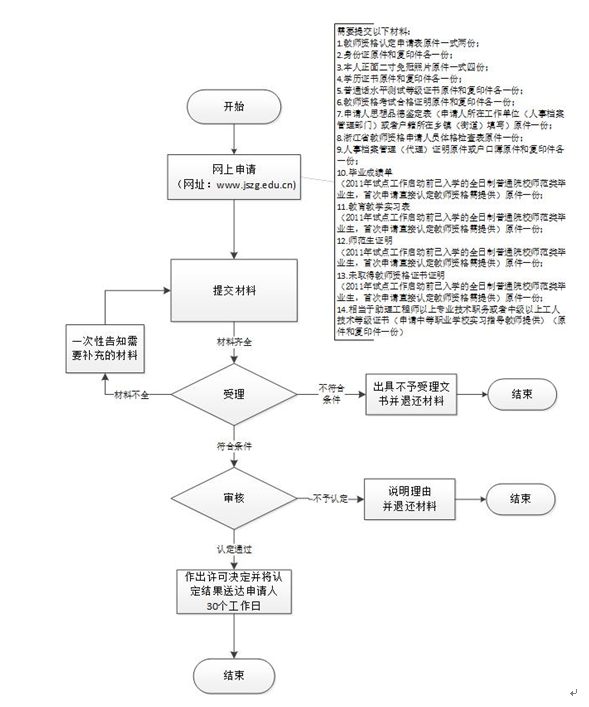 需要提交以下材料:
1.教师资格认定申请表原件一式两份;
2.身份证原件和复印件各一份;
3.本人正面二寸免冠照片原件一式四份;
4.学历证书原件和复印件各一份;
5.普通话水平测试等级证书原件和复印件各一份;
6.教师资格考试合格证明原件和复印件各一份;
7.申请人思想品德鉴定表（申请人所在工作单位（人事档案
管理部门）或者户籍所在乡镇（街道）填写）原件一份;
8.浙江省教师资格申请人员体格检查表原件一份;
9.人事档案管理（代理）证明原件或户口簿原件和复印件各
一份;
10.毕业成绩单
（2011年试点工作启动前已入学的全日制普通院校师范类毕
业生，首次申请直接认定教师资格需提供）原件一份;
11.教育教学实习表
（2011年试点工作启动前已入学的全日制普通院校师范类毕
业生，首次申请直接认定教师资格需提供）原件一份;
12.师范生证明
（2011年试点工作启动前已入学的全日制普通院校师范类毕
业生，首次申请直接认定教师资格需提供）原件一份;
13.未取得教师资格证书证明
（2011年试点工作启动前已入学的全日制普通院校师范类毕
业生，首次申请直接认定教师资格需提供）原件一份;
14.相当于助理工程师以上专业技术职务或者中级以上工人
技术等级证书（申请中等职业学校实习指导教师提供）（原
件和复印件一份）
开始
网上申请
（网址：www.jszg.edu.cn)
提交材料
一次性告知需
要补充的材料
材料齐全
材料不全
受理
不符合
条件
出具不予受理文
书并退还材料
结束
符合条件
审核
不予认定
说明理由
并退还材料
结束
认定通过
作出许可决定并将认
定结果送达申请人
30个工作日
结束